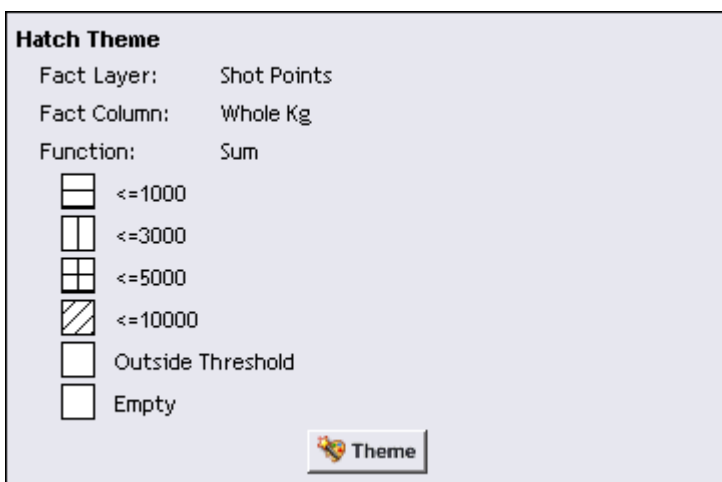 Hatch Theme
Fact Layer: Shot Points
Fact Column: Whole Kg
Function: Sum
<=1000
<=3000
<=5000
<=10000
Outside Threshold
Empty
Theme